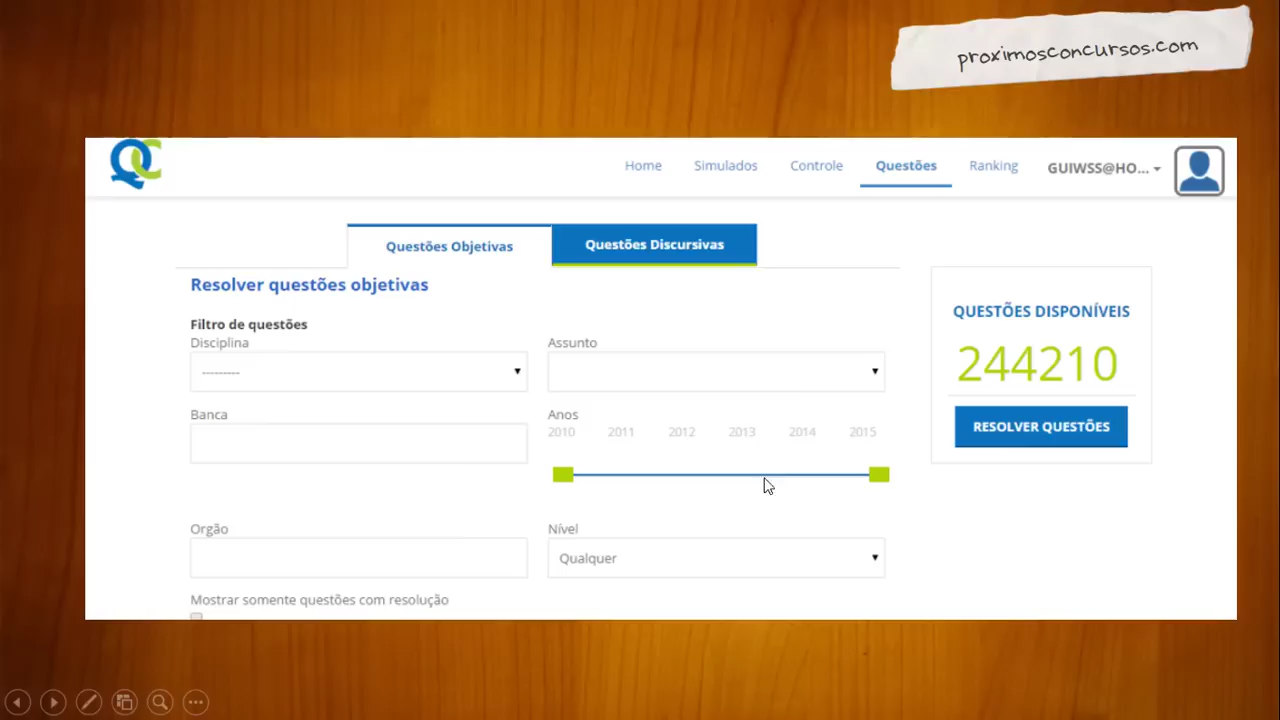 proximosconcursos.com
QC
Home Simulados Controle Questões Ranking GUIWSS@HO...
Questões Objetivas Questões Discursivas
Resolver questões objetivas
Filtro de questões
Disciplina Assunto
---------
Banca Anos
2010 2011 2012 2013 2014 2015
Orgão Nível
Qualquer
Mostrar somente questões com resolução
QUESTÕES DISPONÍVEIS
244210
RESOLVER QUESTÕES